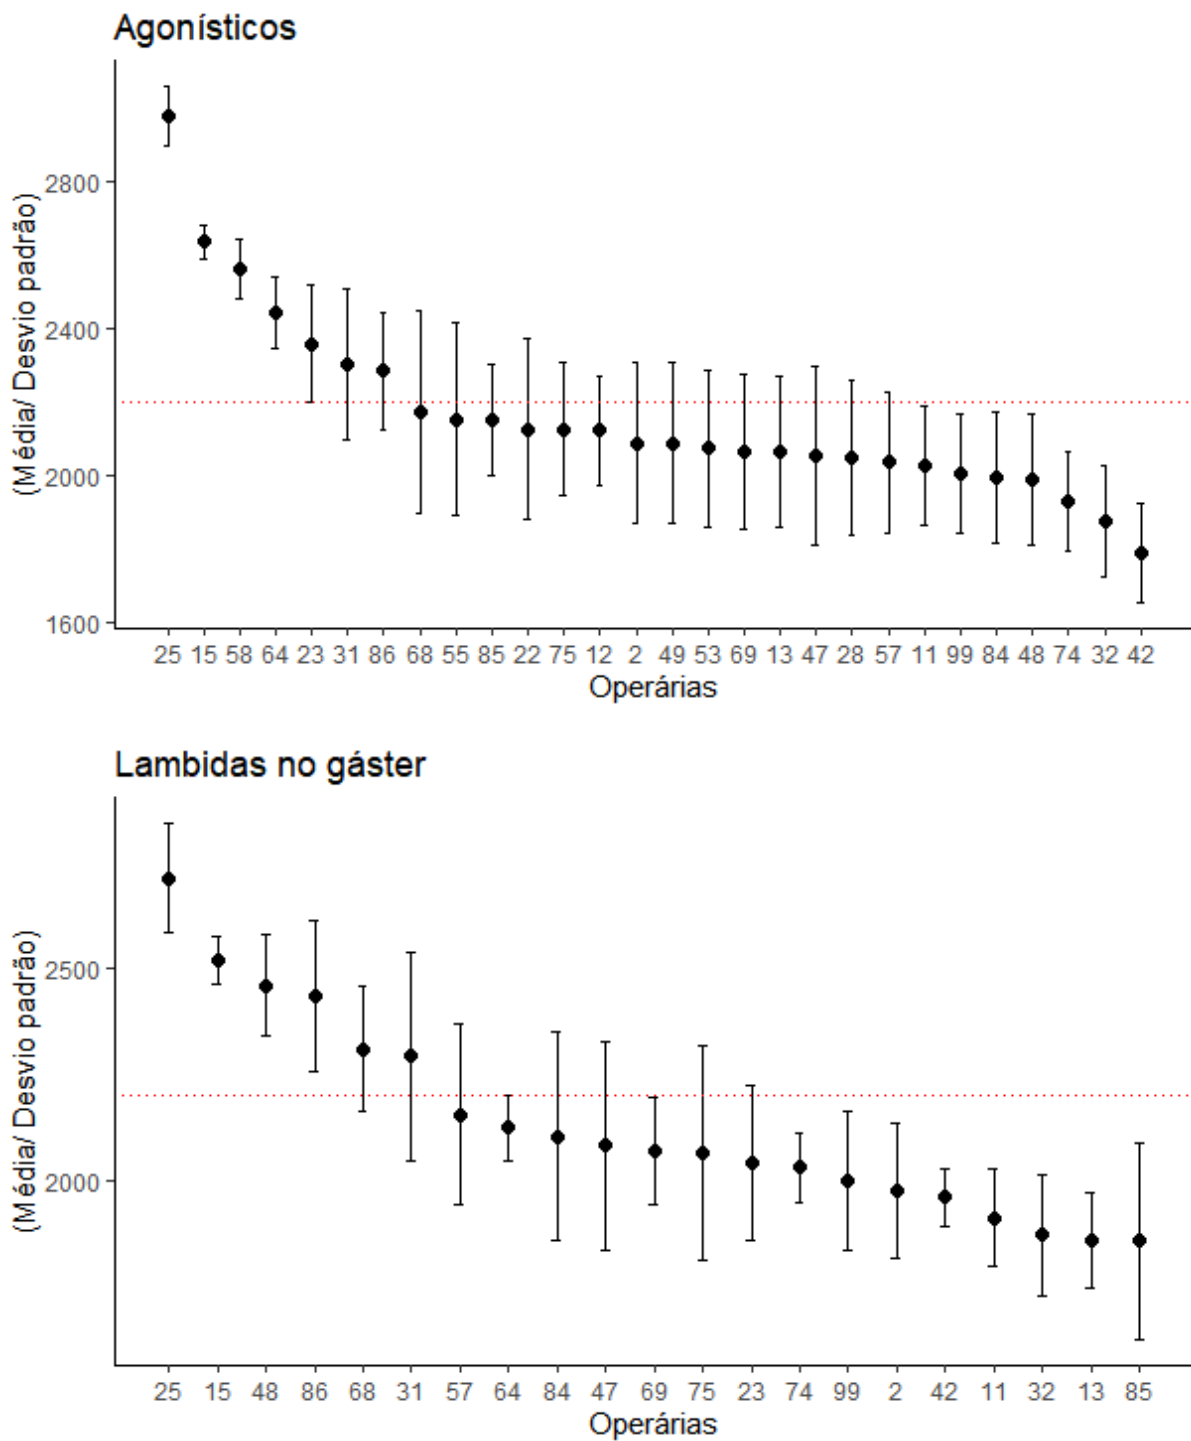 Agonísticos
(Média/ Desvio padrão)
2800
2400
2000
1600
25 15 58 64 23 31 86 68 55 85 22 75 12 2 49 53 69 13 47 28 57 11 99 84 48 74 32 42
Operárias
Lambidas no gáster
(Média/ Desvio padrão)
2500
2000
25 15 48 86 68 31 57 64 84 47 69 75 23 74 99 2 42 11 32 13 85
Operárias